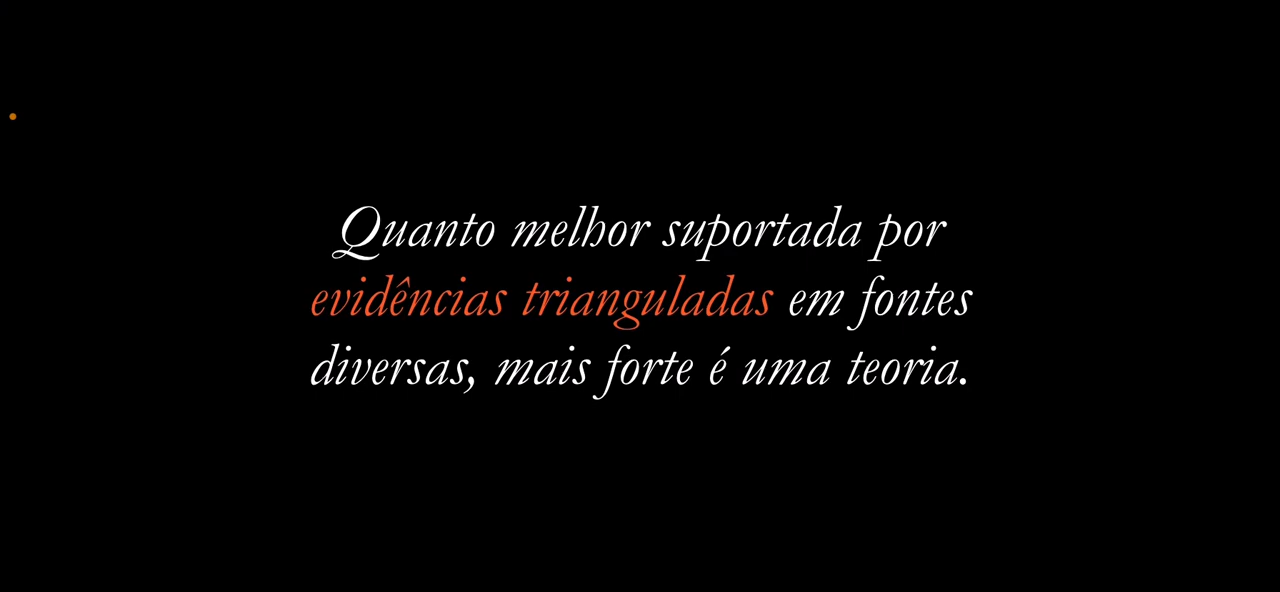 Quanto melhor suportada por
evidências trianguladas em fontes
diversas, mais forte é uma teoria.